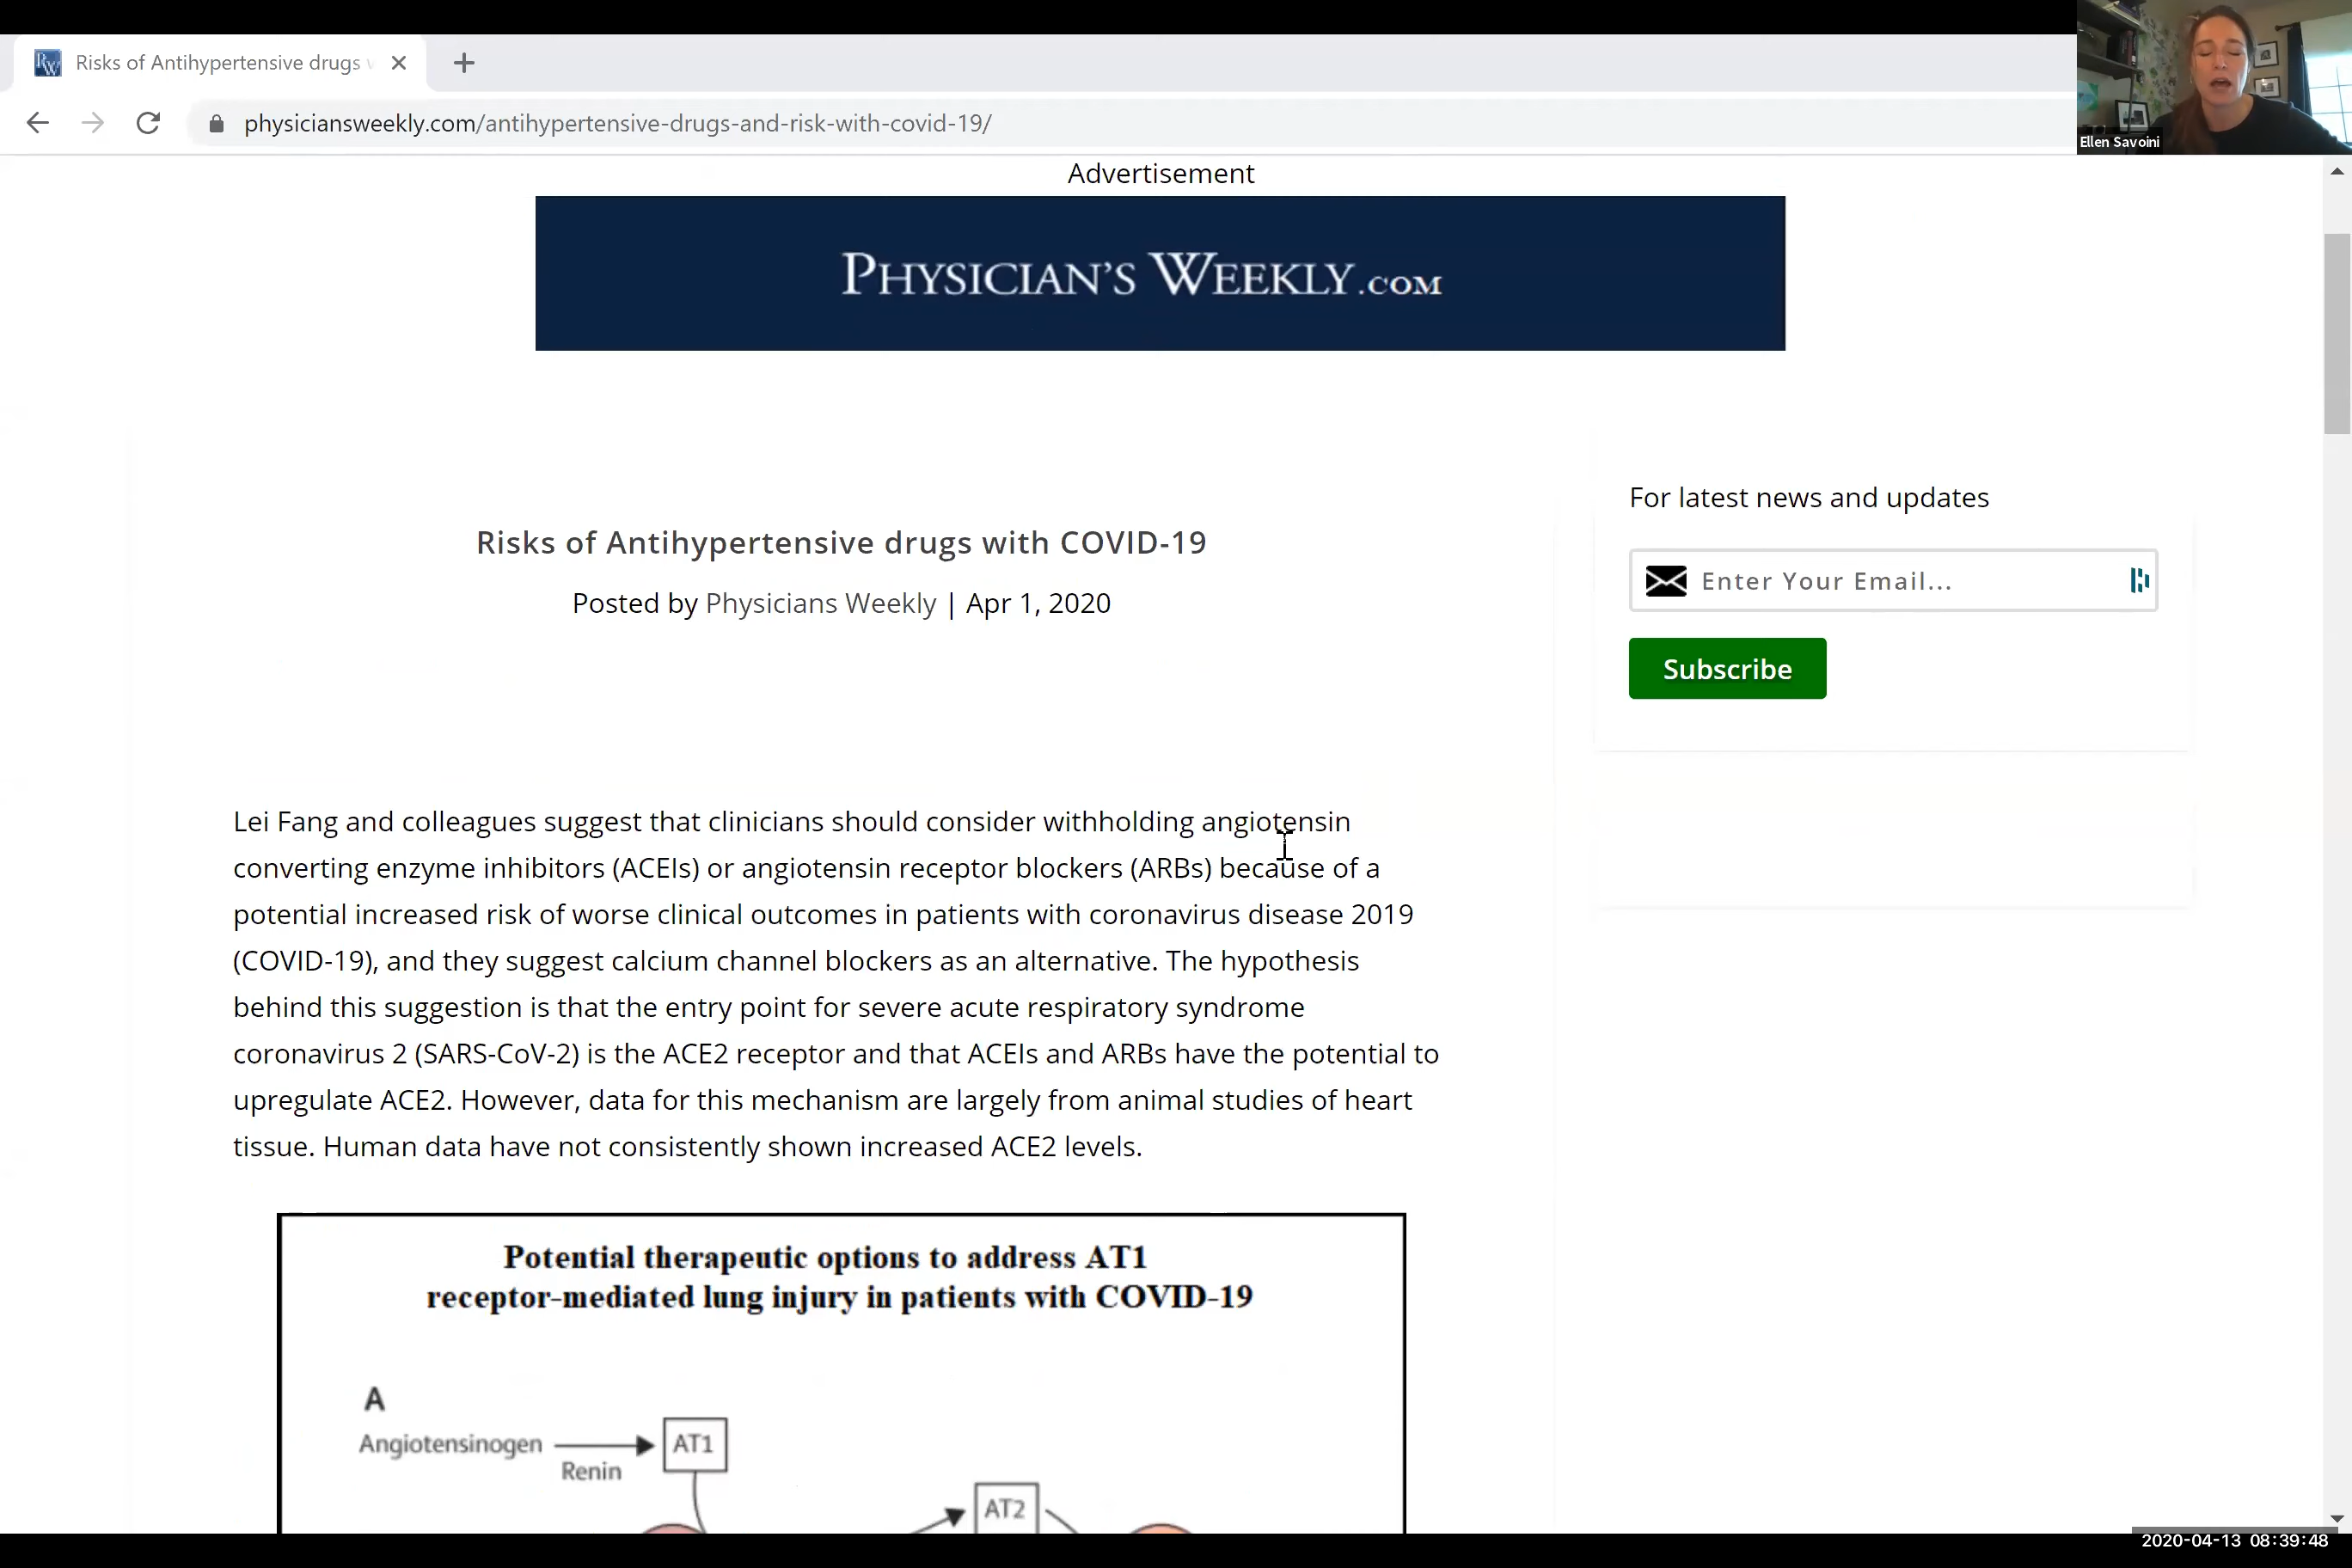 Risks of Antihypertensive drugs
physiciansweekly.com/antihypertensive-drugs-and-risk-with-covid-19/
Ellen Savoini
Advertisement
PHYSICIAN'S WEEKLY.COM
Risks of Antihypertensive drugs with COVID-19
Posted by Physicians Weekly | Apr 1, 2020
For latest news and updates
Enter Your Email...
Subscribe
Lei Fang and colleagues suggest that clinicians should consider withholding angiotensin
converting enzyme inhibitors (ACEIs) or angiotensin receptor blockers (ARBs) because of a
potential increased risk of worse clinical outcomes in patients with coronavirus disease 2019
(COVID-19), and they suggest calcium channel blockers as an alternative. The hypothesis
behind this suggestion is that the entry point for severe acute respiratory syndrome
coronavirus 2 (SARS-CoV-2) is the ACE2 receptor and that ACEIs and ARBs have the potential to
upregulate ACE2. However, data for this mechanism are largely from animal studies of heart
tissue. Human data have not consistently shown increased ACE2 levels.
Potential therapeutic options to address AT1
receptor-mediated lung injury in patients with COVID-19
A
Angiotensinogen
Renin
AT1
AT2
2020-04-13 08:39:48